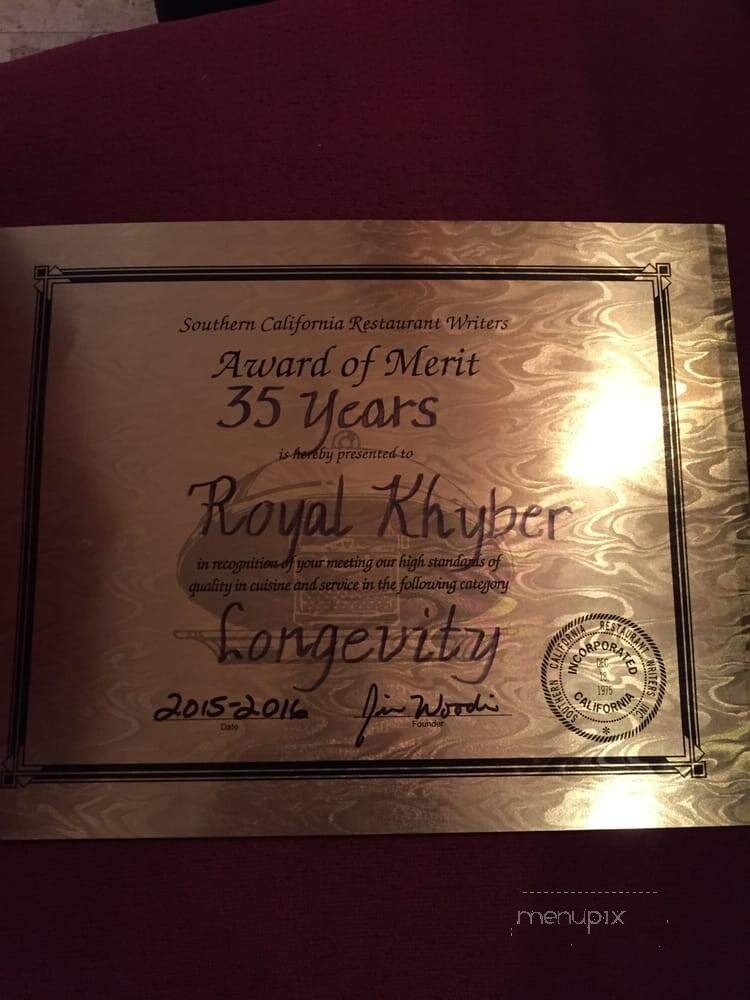 Southern California Restaurant Writers
Award of Merit
35 Years
is hereby presented to
Royal Khyber
in recognition of your meeting our high standards of
quality in cuisine and service in the following category
Longevity
2015-2016
Date
Founder
SOUTHERN CALIFORNIA RESTAURANT WRITERS, INC.
INCORPORATED
DEC
19
1975
CALIFORNIA
*
menupix